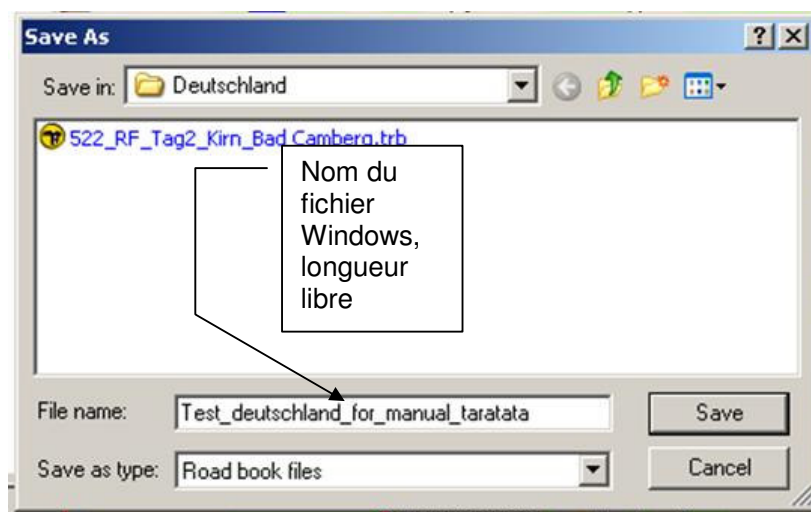 Save As
Save in: Deutschland
522_RF_Tag2_Kirn_Bad Camberg.trb
Nom du
fichier
Windows,
longueur
libre
File name: Test_deutschland_for_manual_taratata Save
Save as type: Road book files Cancel